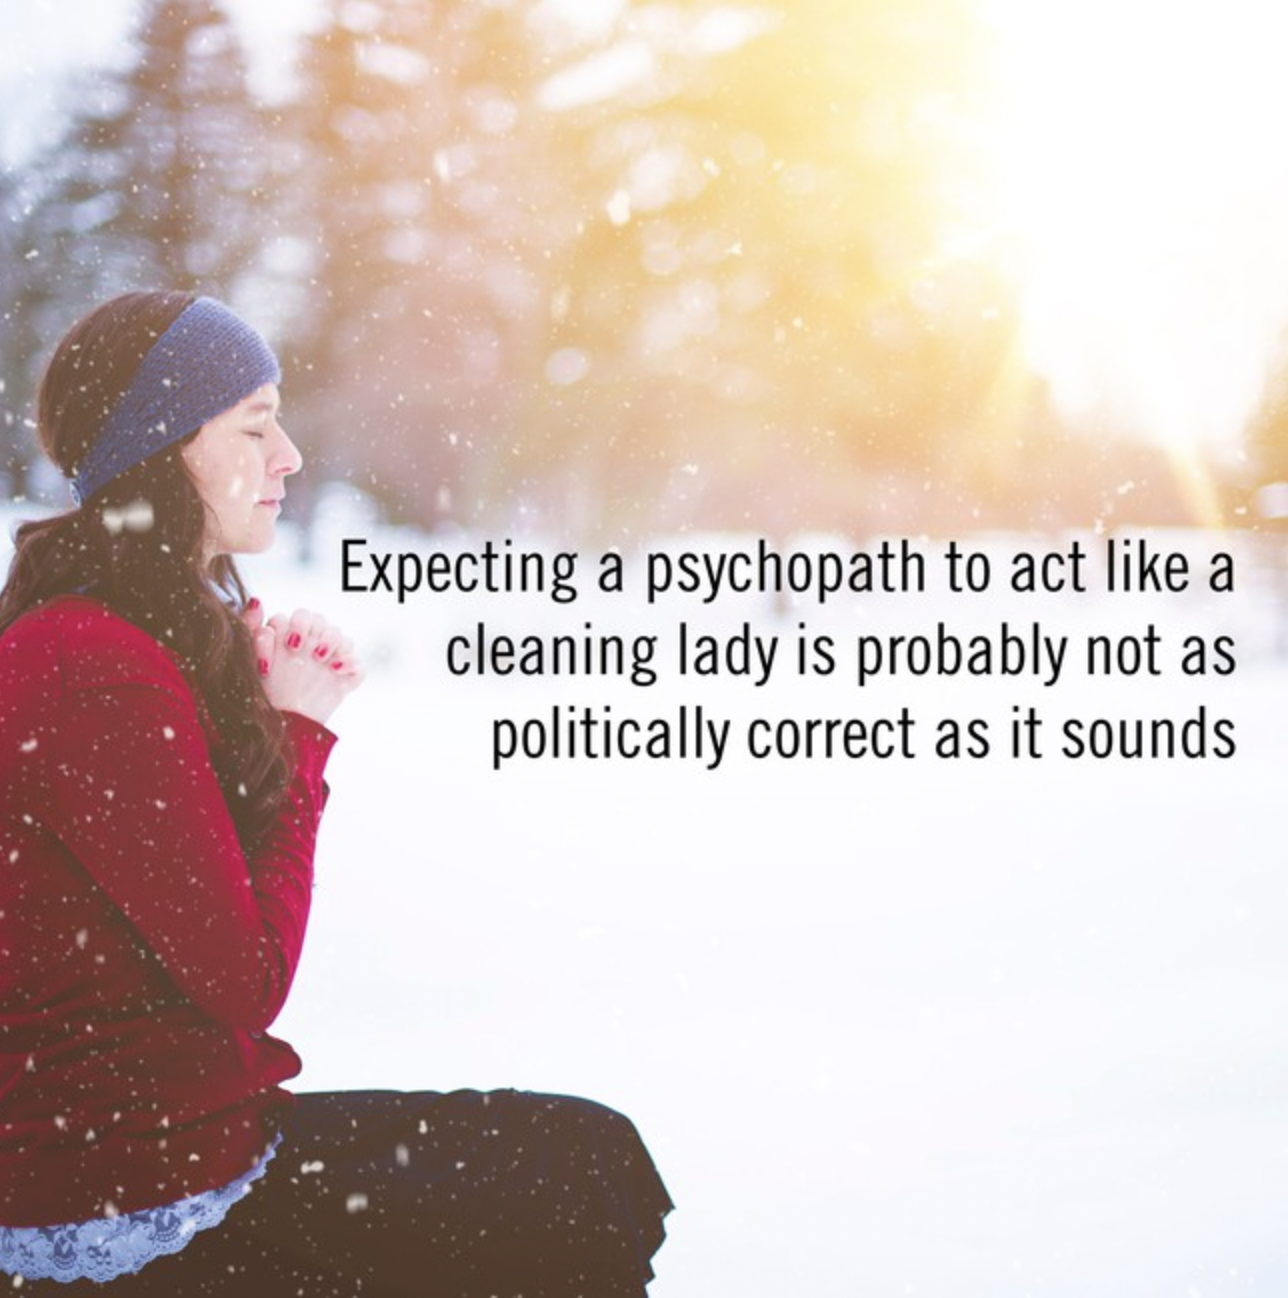 Expecting a psychopath to act like a
cleaning lady is probably not as
politically correct as it sounds